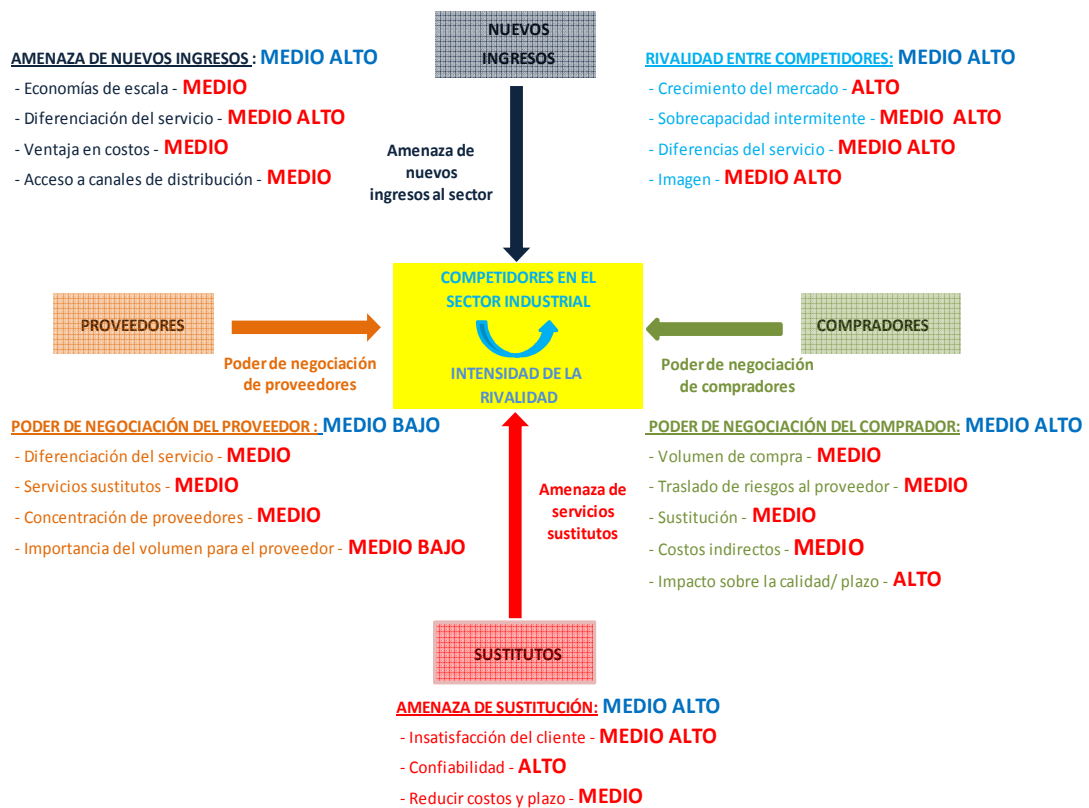 NUEVOS
INGRESOS
AMENAZA DE NUEVOS INGRESOS : MEDIO ALTO
- Economías de escala - MEDIO
- Diferenciación del servicio - MEDIO ALTO
- Ventaja en costos - MEDIO
- Acceso a canales de distribución - MEDIO
Amenaza de
nuevos
ingresos al sector
RIVALIDAD ENTRE COMPETIDORES: MEDIO ALTO
- Crecimiento del mercado - ALTO
- Sobrecapacidad intermitente - MEDIO ALTO
- Diferencias del servicio - MEDIO ALTO
- Imagen - MEDIO ALTO
PROVEEDORES
Poder de negociación
de proveedores
COMPETIDORES EN EL
SECTOR INDUSTRIAL
INTENSIDAD DE LA
RIVALIDAD
COMPRADORES
Poder de negociación
de compradores
PODER DE NEGOCIACIÓN DEL PROVEEDOR : MEDIO BAJO
- Diferenciación del servicio - MEDIO
- Servicios sustitutos - MEDIO
- Concentración de proveedores - MEDIO
- Importancia del volumen para el proveedor - MEDIO BAJO
Amenaza de
servicios
sustitutos
PODER DE NEGOCIACIÓN DEL COMPRADOR: MEDIO ALTO
- Volumen de compra - MEDIO
- Traslado de riesgos al proveedor - MEDIO
- Sustitución - MEDIO
- Costos indirectos - MEDIO
- Impacto sobre la calidad/ plazo - ALTO
SUSTITUTOS
AMENAZA DE SUSTITUCIÓN: MEDIO ALTO
- Insatisfacción del cliente - MEDIO ALTO
- Confiabilidad - ALTO
- Reducir costos y plazo - MEDIO